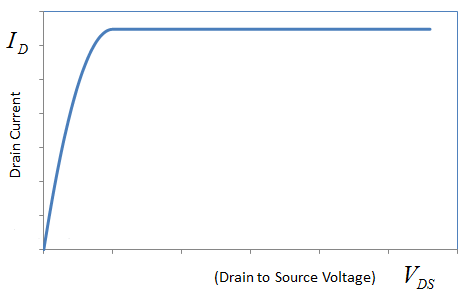 I_D
Drain Current
(Drain to Source Voltage) V_DS